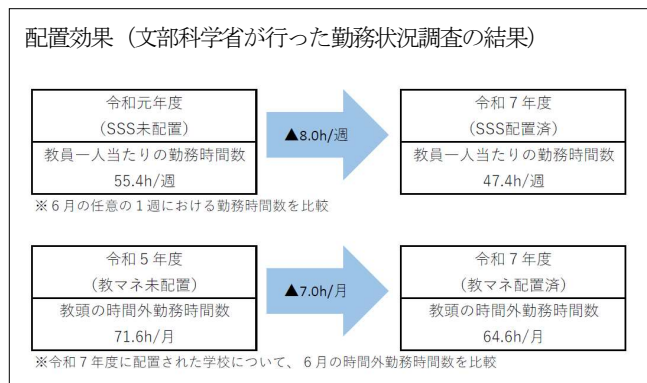 配置効果（文部科学省が行った勤務状況調査の結果）
令和元年度
（SSS未配置）
教員一人当たりの勤務時間数
55.4h/週
▲8.0h/週
令和７年度
（SSS配置済）
教員一人当たりの勤務時間数
47.4h/週
※６月の任意の１週における勤務時間数を比較
令和５年度
（教マネ未配置）
教頭の時間外勤務時間数
71.6h/月
▲7.0h/月
令和７年度
（教マネ配置済）
教頭の時間外勤務時間数
64.6h/月
※令和７年度に配置された学校について、６月の時間外勤務時間数を比較